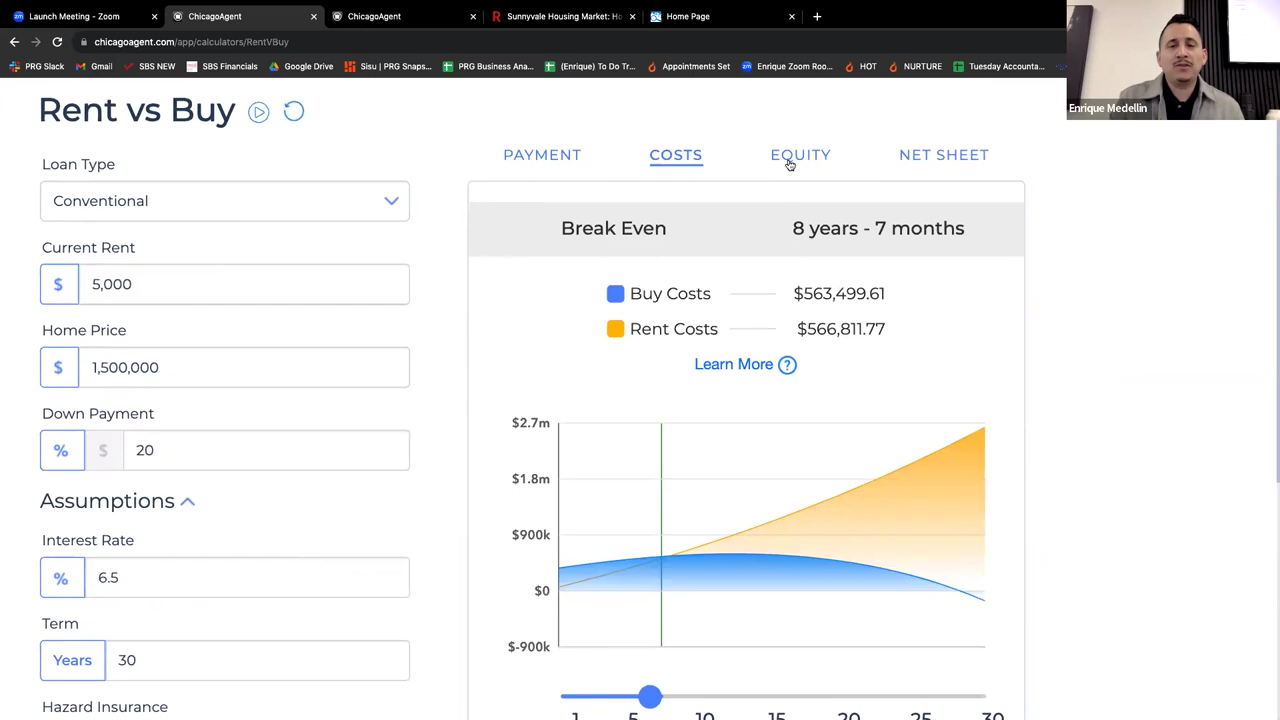 Launch Meeting - Zoom
ChicagoAgent
ChicagoAgent
Sunnyvale Housing Market: Ho
Home Page
chicagoagent.com/app/calculators/RentVBuy
PRG Slack
Gmail
SBS NEW
SBS Financials
Google Drive
Sisu | PRG Snaps...
PRG Business Ana...
(Enrique) To Do Tr...
Appointments Set
Enrique Zoom Roo...
HOT
NURTURE
Tuesday Accounta...
Enrique Medellin
Rent vs Buy
Loan Type
Conventional
Current Rent
$ 5,000
Home Price
$ 1,500,000
Down Payment
% $ 20
Assumptions
Interest Rate
% 6.5
Term
Years 30
Hazard Insurance
PAYMENT COSTS EQUITY NET SHEET
Break Even 8 years - 7 months
Buy Costs $563,499.61
Rent Costs $566,811.77
Learn More ?
$2.7m
$1.8m
$900k
$0
$-900k
1 5 10 15 20 25 30